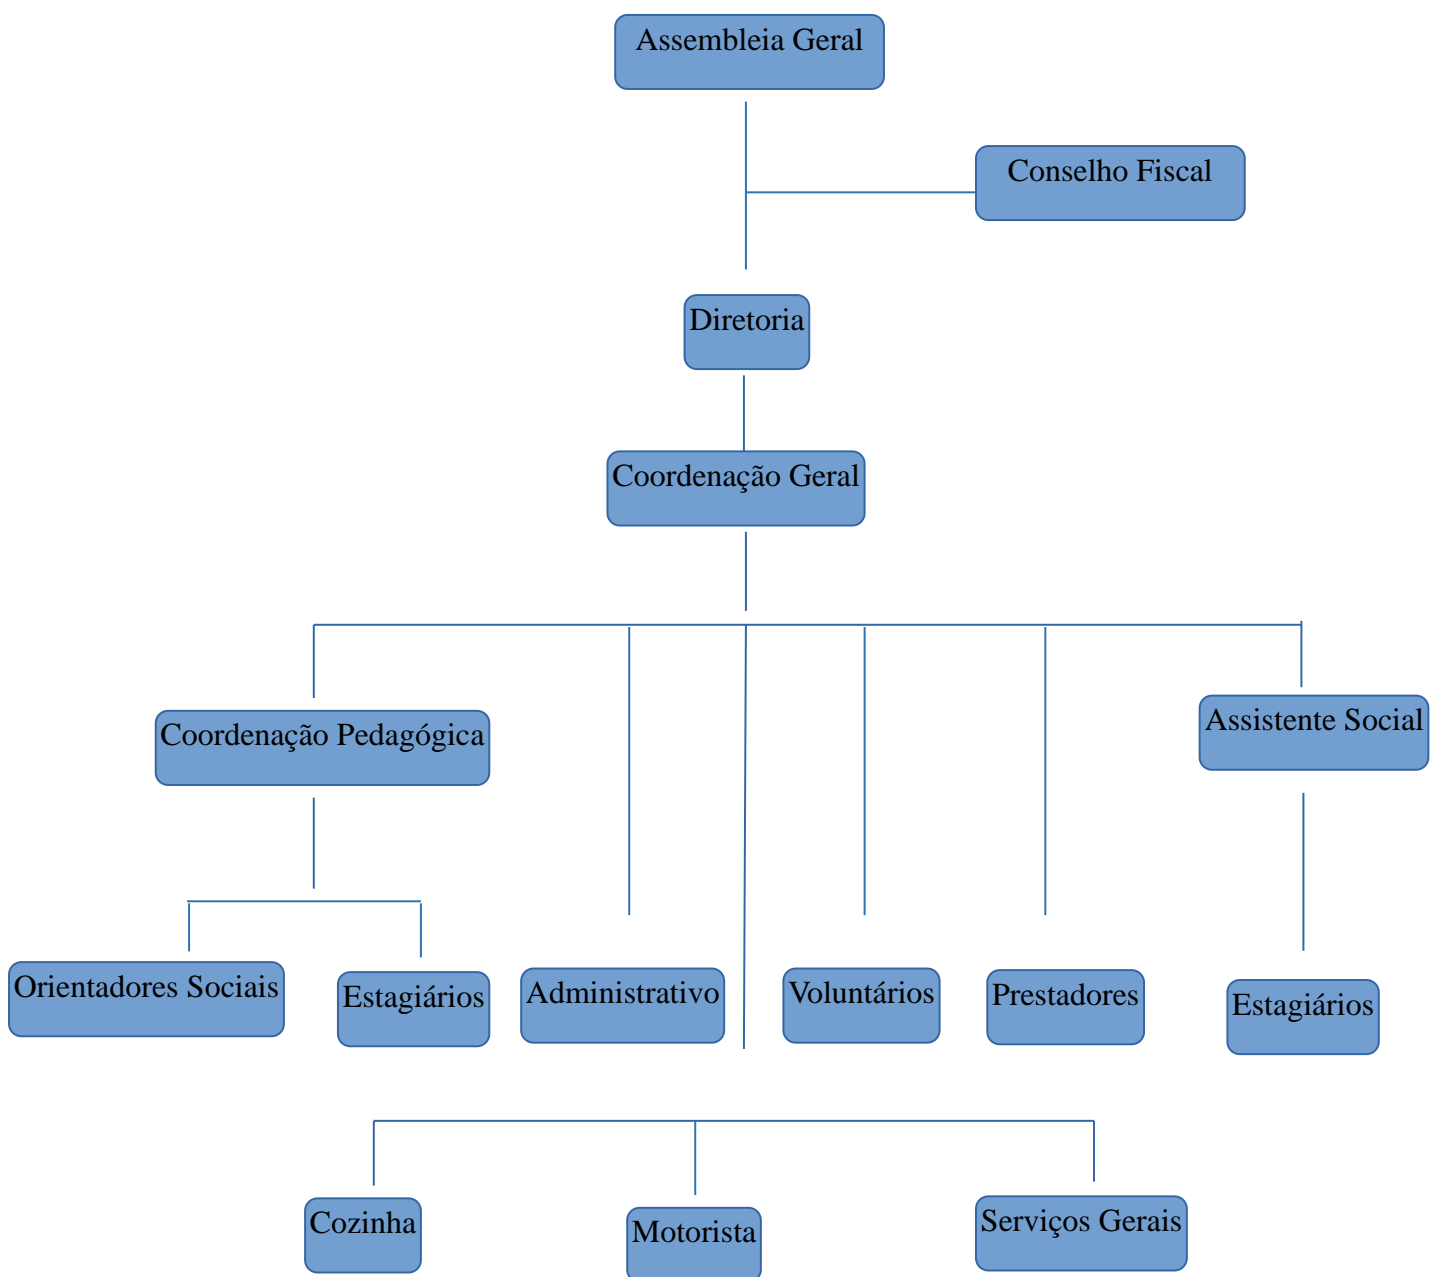 Assembleia Geral
Conselho Fiscal
Diretoria
Coordenação Geral
Coordenação Pedagógica
Assistente Social
Orientadores Sociais
Estagiários
Administrativo
Voluntários
Prestadores
Estagiários
Cozinha
Motorista
Serviços Gerais